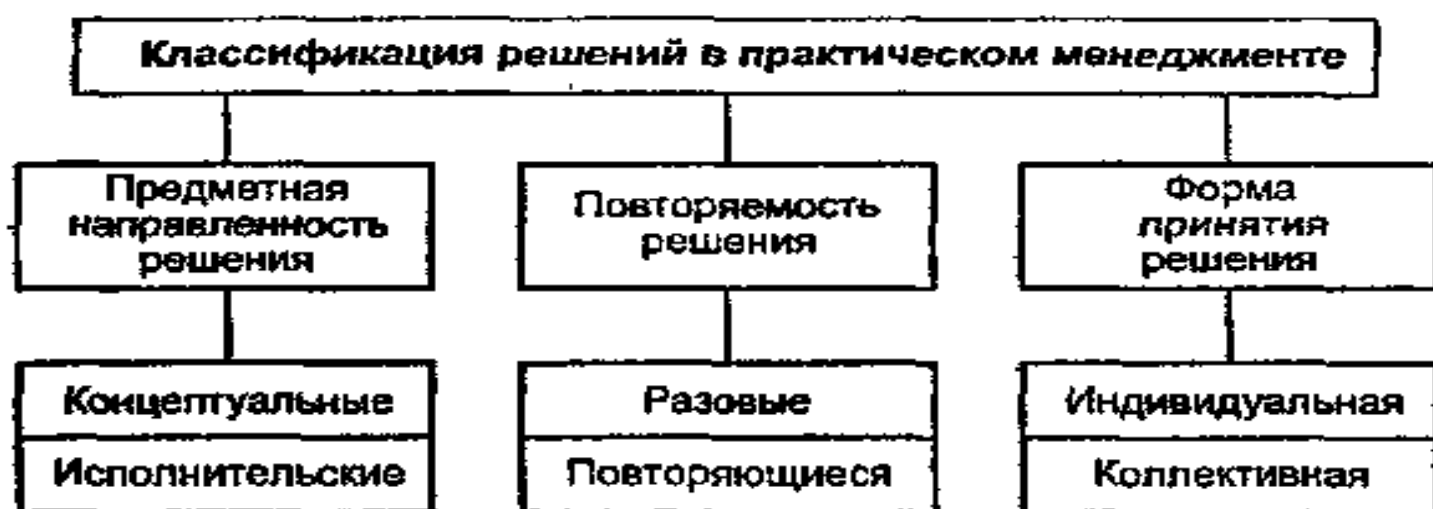 Классификация решений в практическом менеджменте
Предметная
направленность
решения
Повторяемость
решения
Форма
принятия
решения
Концептуальные
Исполнительские
Разовые
Повторяющиеся
Индивидуальная
Коллективная